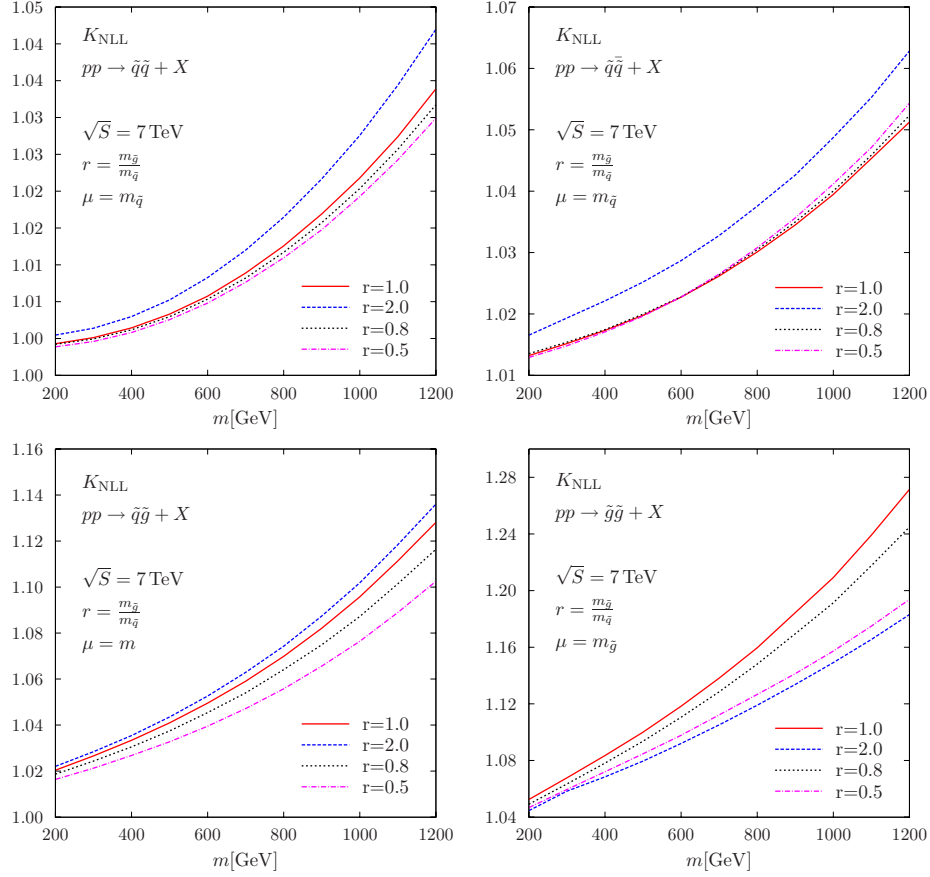 1.05
1.04
1.04
1.03
1.03
1.02
1.02
1.01
1.01
1.00
1.00
K_NLL
pp → q̃q̃ + X
√S = 7 TeV
r = m_g̃/m_q̃
μ = m_q̃
r=1.0
r=2.0
r=0.8
r=0.5
200 400 600 800 1000 1200
m[GeV]
1.07
1.06
1.05
1.04
1.03
1.02
1.01
K_NLL
pp → q̃q̃̄ + X
√S = 7 TeV
r = m_g̃/m_q̃
μ = m_q̃
r=1.0
r=2.0
r=0.8
r=0.5
200 400 600 800 1000 1200
m[GeV]
1.16
1.14
1.12
1.10
1.08
1.06
1.04
1.02
1.00
K_NLL
pp → q̃g̃ + X
√S = 7 TeV
r = m_g̃/m_q̃
μ = m
r=1.0
r=2.0
r=0.8
r=0.5
200 400 600 800 1000 1200
m[GeV]
1.28
1.24
1.20
1.16
1.12
1.08
1.04
K_NLL
pp → g̃g̃ + X
√S = 7 TeV
r = m_g̃/m_q̃
μ = m_g̃
r=1.0
r=2.0
r=0.8
r=0.5
200 400 600 800 1000 1200
m[GeV]